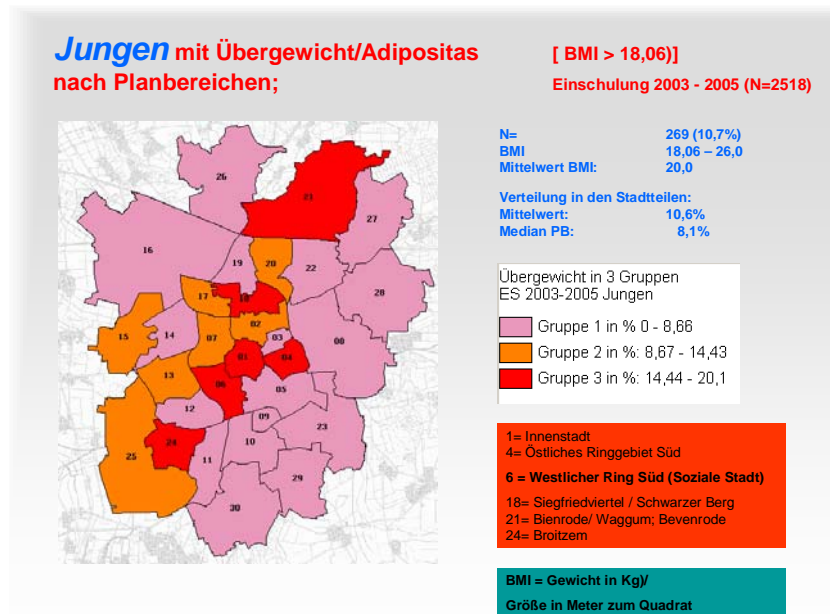 Jungen mit Übergewicht/Adipositas
nach Planbereichen;
[ BMI > 18,06)]
Einschulung 2003 - 2005 (N=2518)
N= 269 (10,7%)
BMI 18,06 – 26,0
Mittelwert BMI: 20,0
Verteilung in den Stadtteilen:
Mittelwert: 10,6%
Median PB: 8,1%
Übergewicht in 3 Gruppen
ES 2003-2005 Jungen
Gruppe 1 in % 0 - 8,66
Gruppe 2 in %: 8,67 - 14,43
Gruppe 3 in %: 14,44 - 20,1
1= Innenstadt
4= Östliches Ringgebiet Süd
6 = Westlicher Ring Süd (Soziale Stadt)
18= Siegfriedviertel / Schwarzer Berg
21= Bienrode/ Waggum; Bevenrode
24= Broitzem
BMI = Gewicht in Kg)/
Größe in Meter zum Quadrat
26
21
27
16
19
20
22
28
17
18
15
14
07
02
03
08
01
04
13
06
05
12
09
23
24
10
25
11
29
30